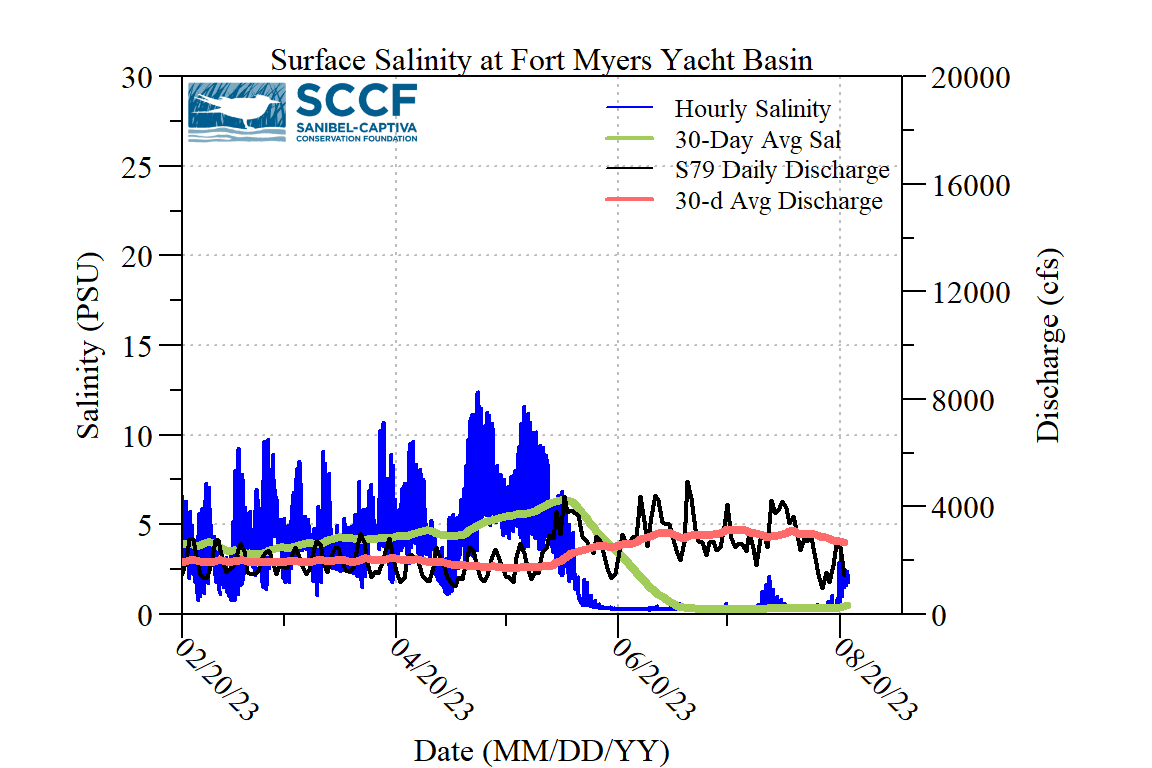 Surface Salinity at Fort Myers Yacht Basin
SCCF
SANIBEL-CAPTIVA
CONSERVATION FOUNDATION
Hourly Salinity
30-Day Avg Sal
S79 Daily Discharge
30-d Avg Discharge
30
25
20
15
10
5
0
Salinity (PSU)
20000
16000
12000
8000
4000
0
Discharge (cfs)
02/20/23
04/20/23
06/20/23
08/20/23
Date (MM/DD/YY)